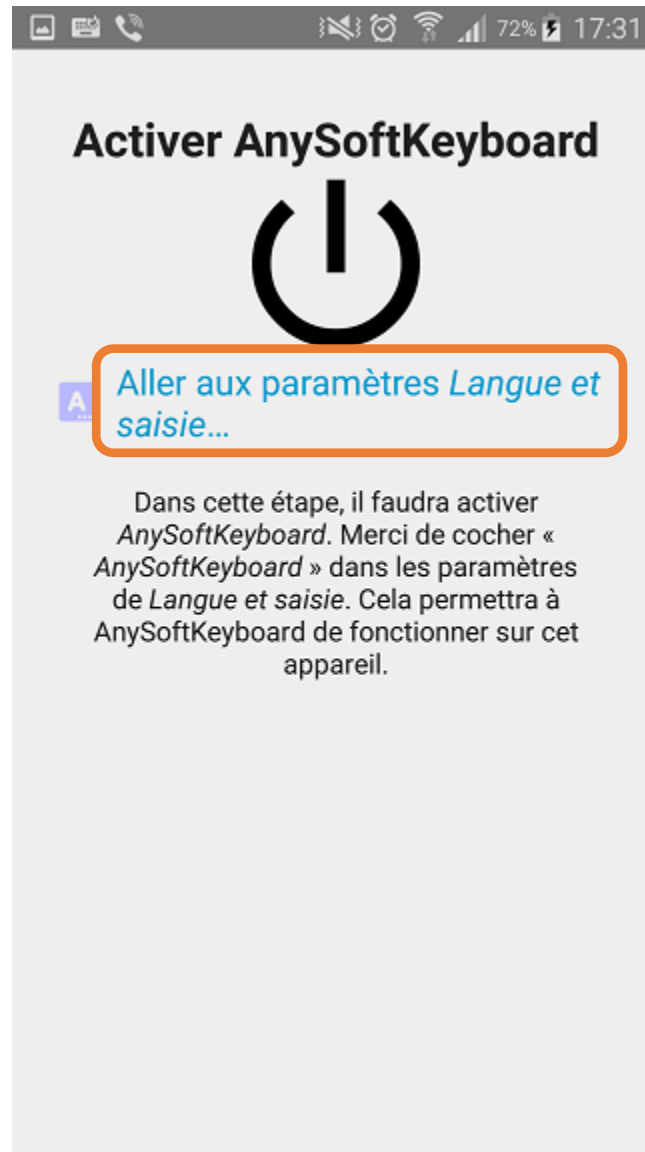 72% 17:31
Activer AnySoftKeyboard
A
Aller aux paramètres Langue et
saisie...
Dans cette étape, il faudra activer
AnySoftKeyboard. Merci de cocher «
AnySoftKeyboard » dans les paramètres
de Langue et saisie. Cela permettra à
AnySoftKeyboard de fonctionner sur cet
appareil.